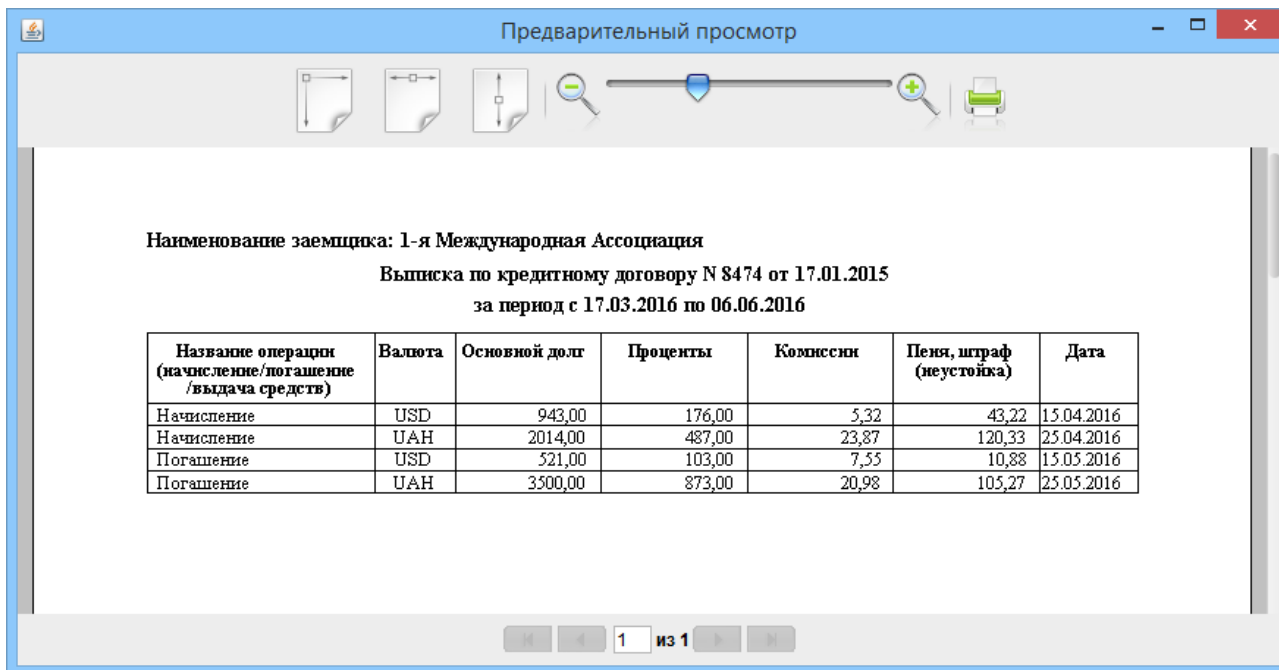 Предварительный просмотр
Наименование заемщика: 1-я Международная Ассоциация
Выписка по кредитному договору N 8474 от 17.01.2015
за период с 17.03.2016 по 06.06.2016
Название операции (начисление/погашение /выдача средств) Валюта Основной долг Проценты Комиссии Пеня, штраф (неустойка) Дата
Начисление USD 943,00 176,00 5,32 43,22 15.04.2016
Начисление UAH 2014,00 487,00 23,87 120,33 25.04.2016
Погашение USD 521,00 103,00 7,55 10,88 15.05.2016
Погашение UAH 3500,00 873,00 20,98 105,27 25.05.2016
1 из 1